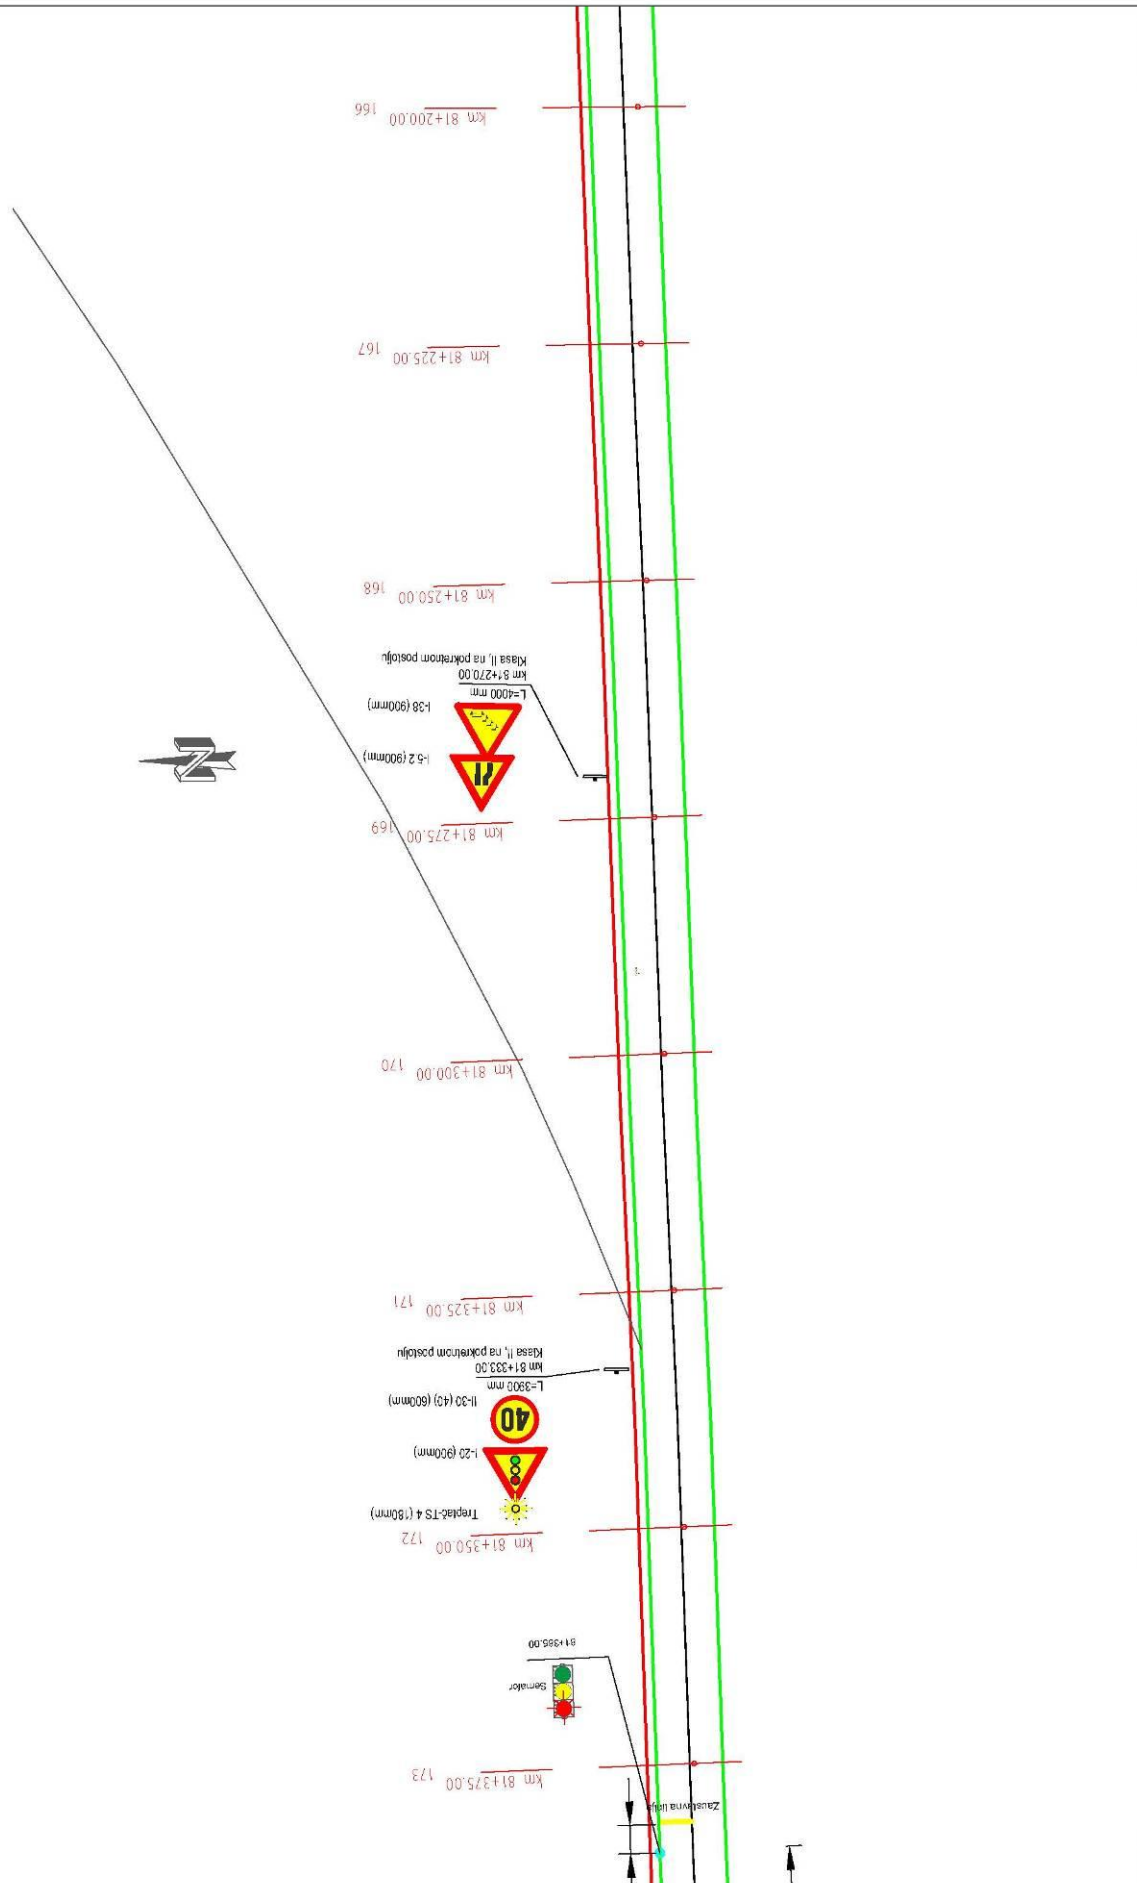 Zaustavna linija
km 81+375.00 173
Semafor
81+385.00
km 81+350.00 172
Treptač-TS 4 (180mm)
I-20 (900mm)
40
II-30 (40) (600mm)
L=3900 mm
km 81+333.00
Klasa II, na pokretnom postolju
km 81+325.00 171
km 81+300.00 170
1
km 81+275.00 169
I-5.2 (900mm)
I-38 (900mm)
L=4000 mm
km 81+270.00
Klasa II, na pokretnom postolju
N
km 81+250.00 168
km 81+225.00 167
km 81+200.00 166